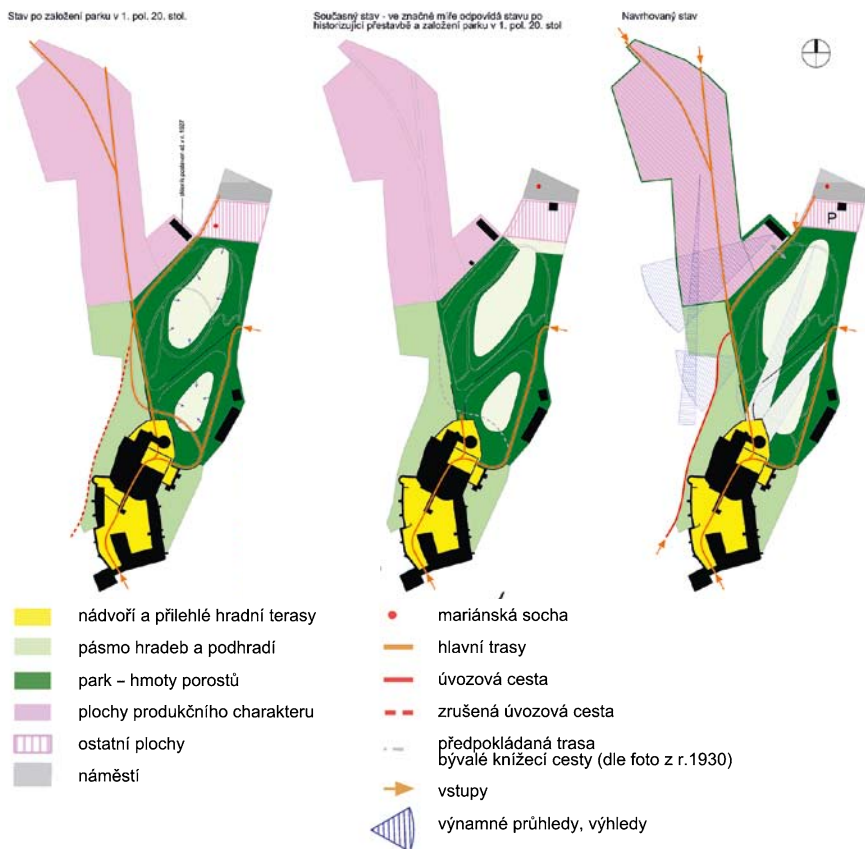 Stav po založení parku v 1. pol. 20. stol.
Současný stav - ve značné míře odpovídá stavu po
historizující přestavbě a založení parku v 1. pol. 20. stol
Navrhovaný stav
P
nádvoří a přilehlé hradní terasy
pásmo hradeb a podhradí
park – hmoty porostů
plochy produkčního charakteru
ostatní plochy
náměstí
mariánská socha
hlavní trasy
úvozová cesta
zrušená úvozová cesta
předpokládaná trasa
bývalé knížecí cesty (dle foto z r.1930)
vstupy
výnamné průhledy, výhledy